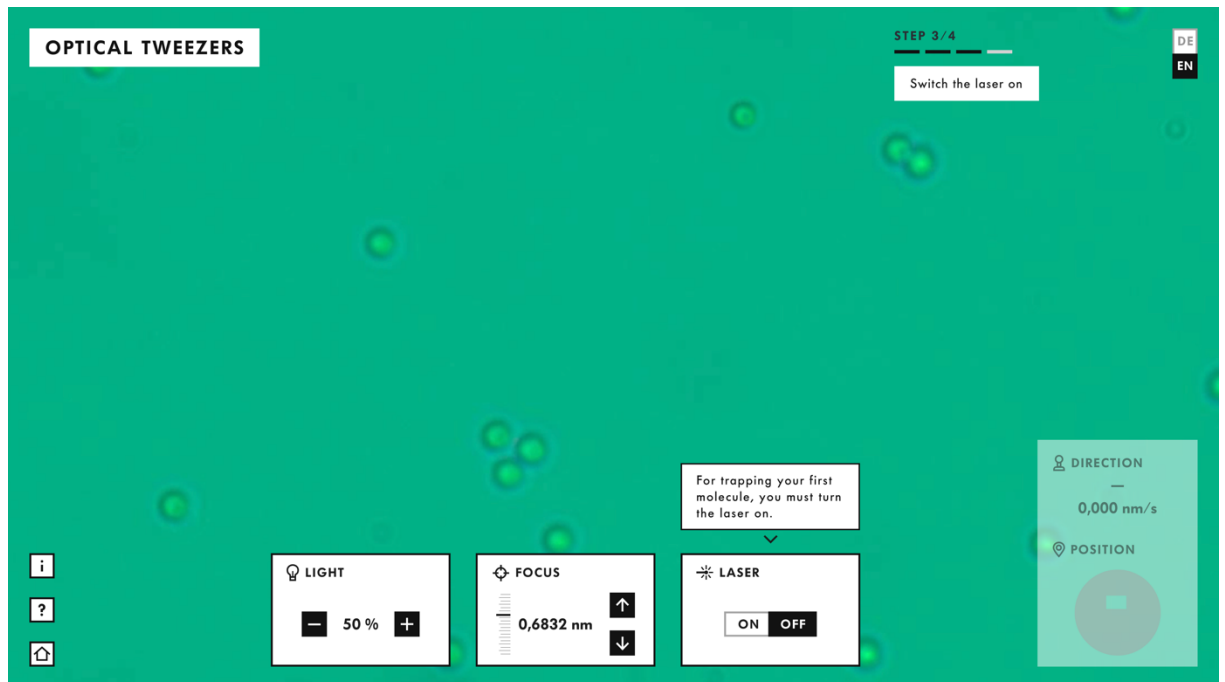 OPTICAL TWEEZERS
STEP 3/4
Switch the laser on
DE
EN
For trapping your first
molecule, you must turn
the laser on.
DIRECTION
—
0,000 nm/s
POSITION
i
?
LIGHT
− 50 % +
FOCUS
0,6832 nm
LASER
ON OFF